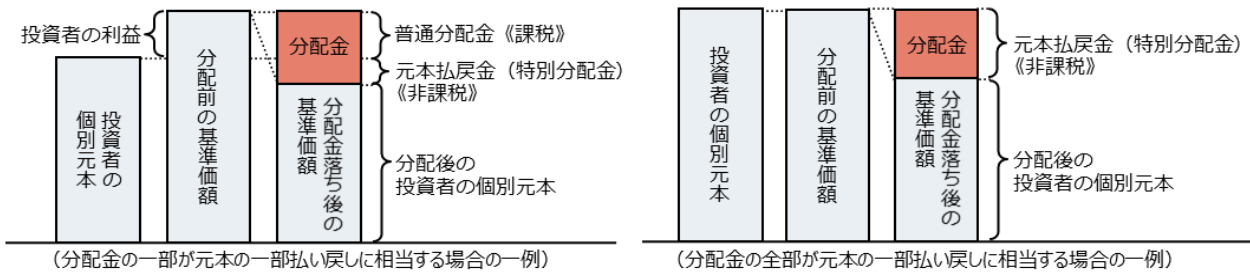 投資者の利益
投資者の
個別元本
分配前の基準価額
分配金
分配金落ち後の
基準価額
普通分配金《課税》
元本払戻金（特別分配金）
《非課税》
分配後の
投資者の個別元本
（分配金の一部が元本の一部払い戻しに相当する場合の一例）
投資者の個別元本
分配前の基準価額
分配金
分配金落ち後の
基準価額
元本払戻金（特別分配金）
《非課税》
分配後の
投資者の個別元本
（分配金の全部が元本の一部払い戻しに相当する場合の一例）